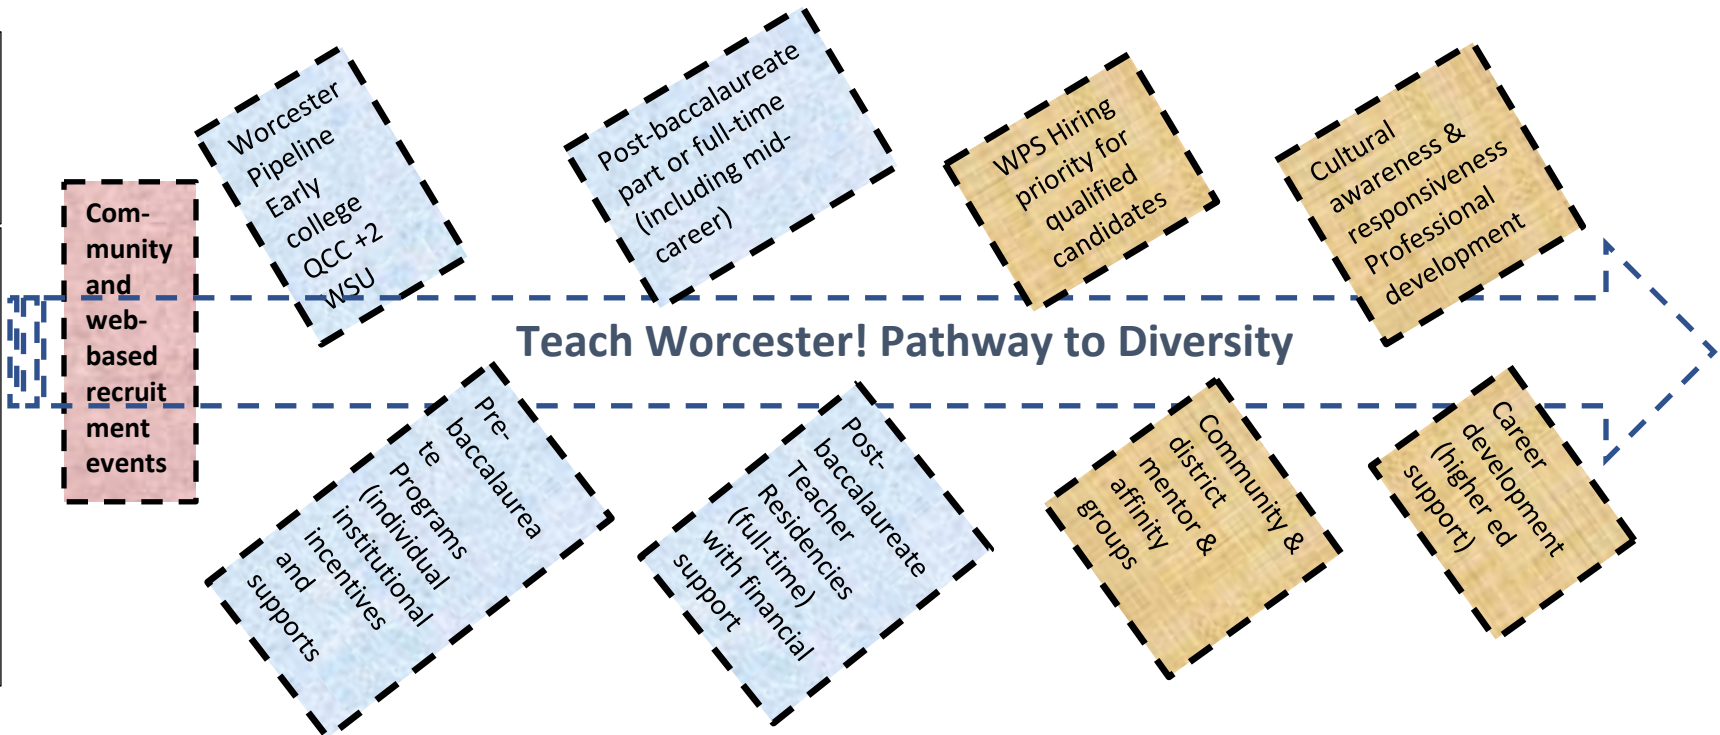 Com-
munity
and
web-
based
recruit
ment
events
Worcester
Pipeline
Early
college
QCC +2
WSU
Post-baccalaureate
part or full-time
(including mid-
career)
WPS Hiring
priority for
qualified
candidates
Cultural
awareness &
responsiveness
Professional
development
Teach Worcester! Pathway to Diversity
Pre-
baccalaurea
te
Programs
(individual
institutional
incentives
and
supports
Post-
baccalaureate
Teacher
Residencies
(full-time)
with financial
support
Community &
district
mentor &
affinity
groups
Career
development
(higher ed
support)